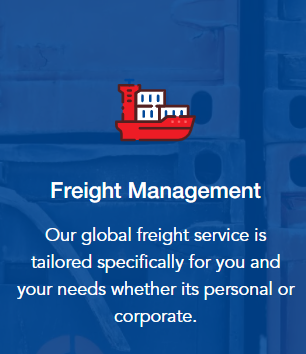 Freight Management
Our global freight service is
tailored specifically for you and
your needs whether its personal or
corporate.